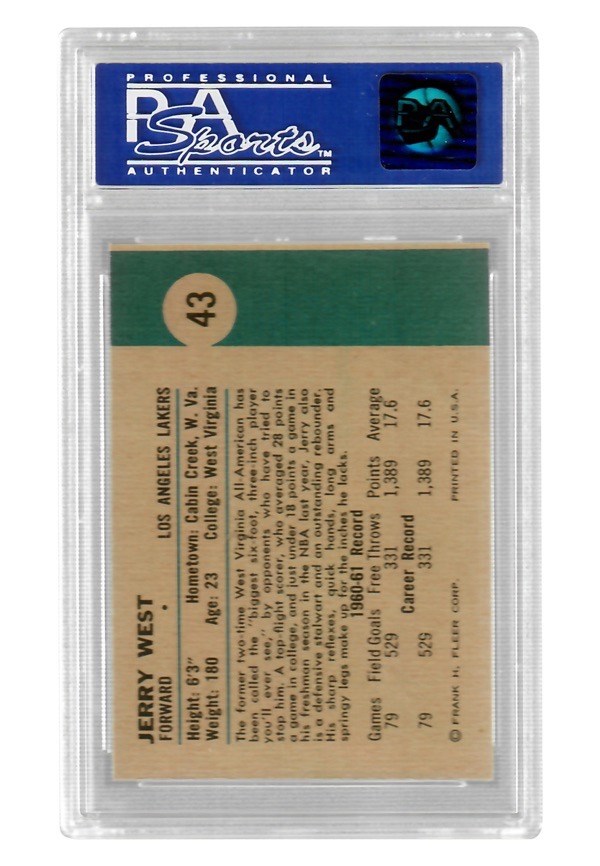 PROFESSIONAL
PSA
Sports™
AUTHENTICATOR
PSA
43
JERRY WEST
FORWARD • LOS ANGELES LAKERS
Height: 6'3" Hometown: Cabin Creek, W. Va.
Weight: 180 Age: 23 College: West Virginia
The former two-time West Virginia All-American has
been called the "biggest six-foot, three-inch player
you'll ever see," by opponents who have tried to
stop him. A top-flight scorer, who averaged 28 points
a game in college, and just under 18 points a game in
his freshman season in the NBA last year, Jerry also
is a defensive stalwart and an outstanding rebounder.
His sharp reflexes, quick hands, long arms and
springy legs make up for the inches he lacks.
1960-61 Record
Games Field Goals Free Throws Points Average
79 529 331 1,389 17.6
Career Record
79 529 331 1,389 17.6
© FRANK H. FLEER CORP. PRINTED IN U.S.A.